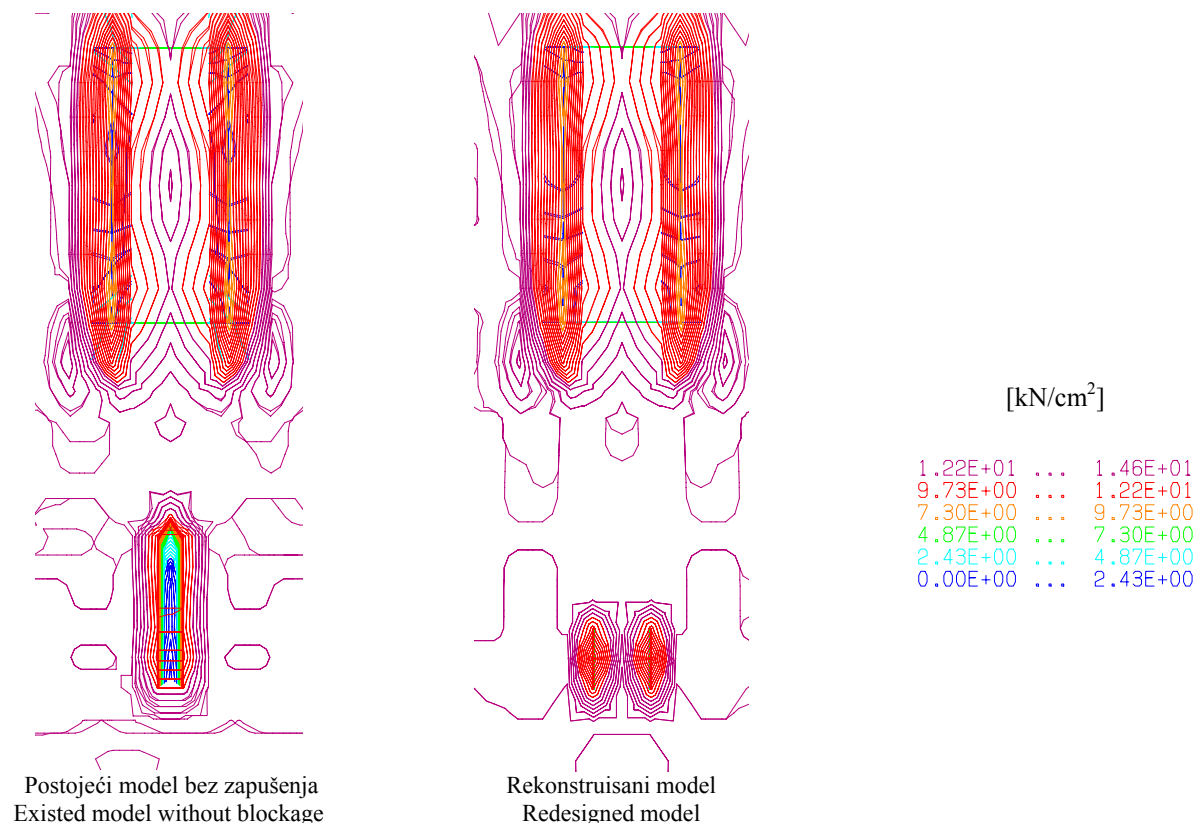 [kN/cm²]
1.22E+01 ... 1.46E+01
9.73E+00 ... 1.22E+01
7.30E+00 ... 9.73E+00
4.87E+00 ... 7.30E+00
2.43E+00 ... 4.87E+00
0.00E+00 ... 2.43E+00
Postojeći model bez zapušenja
Existed model without blockage
Rekonstruisani model
Redesigned model